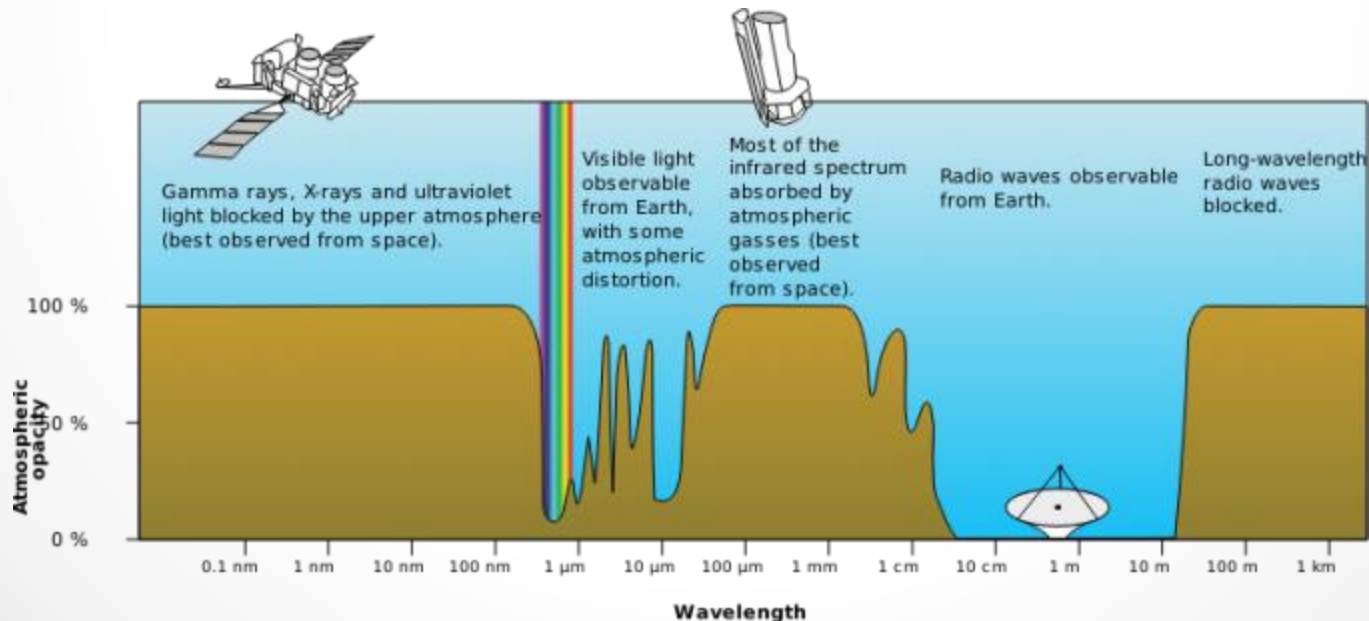 Gamma rays, X-rays and ultraviolet
light blocked by the upper atmosphere
(best observed from space).
Visible light
observable
from Earth,
with some
atmospheric
distortion.
Most of the
infrared spectrum
absorbed by
atmospheric
gasses (best
observed
from space).
Radio waves observable
from Earth.
Long-wavelength
radio waves
blocked.
100 %
50 %
0 %
Atmospheric
opacity
0.1 nm 1 nm 10 nm 100 nm 1 μm 10 μm 100 μm 1 mm 1 cm 10 cm 1 m 10 m 100 m 1 km
Wavelength